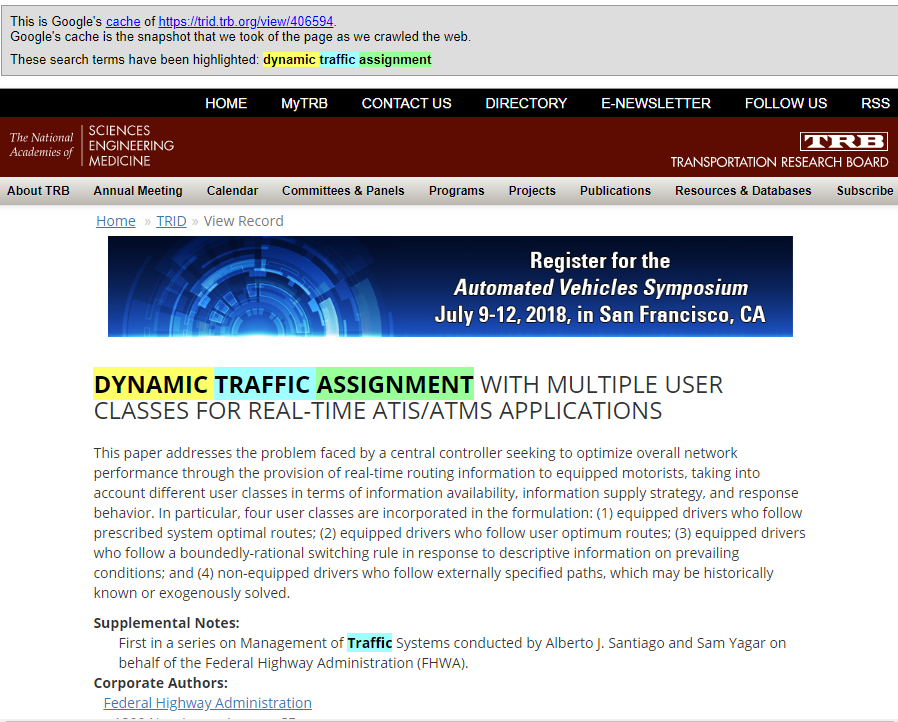 This is Google's cache of https://trid.trb.org/view/406594.
Google's cache is the snapshot that we took of the page as we crawled the web.
These search terms have been highlighted: dynamic traffic assignment
HOME MyTRB CONTACT US DIRECTORY E-NEWSLETTER FOLLOW US RSS
The National
Academies of
SCIENCES
ENGINEERING
MEDICINE
TRB
TRANSPORTATION RESEARCH BOARD
About TRB Annual Meeting Calendar Committees & Panels Programs Projects Publications Resources & Databases Subscribe
Home » TRID » View Record
Register for the
Automated Vehicles Symposium
July 9-12, 2018, in San Francisco, CA
DYNAMIC TRAFFIC ASSIGNMENT WITH MULTIPLE USER
CLASSES FOR REAL-TIME ATIS/ATMS APPLICATIONS
This paper addresses the problem faced by a central controller seeking to optimize overall network
performance through the provision of real-time routing information to equipped motorists, taking into
account different user classes in terms of information availability, information supply strategy, and response
behavior. In particular, four user classes are incorporated in the formulation: (1) equipped drivers who follow
prescribed system optimal routes; (2) equipped drivers who follow user optimum routes; (3) equipped drivers
who follow a boundedly-rational switching rule in response to descriptive information on prevailing
conditions; and (4) non-equipped drivers who follow externally specified paths, which may be historically
known or exogenously solved.
Supplemental Notes:
First in a series on Management of Traffic Systems conducted by Alberto J. Santiago and Sam Yagar on
behalf of the Federal Highway Administration (FHWA).
Corporate Authors:
Federal Highway Administration